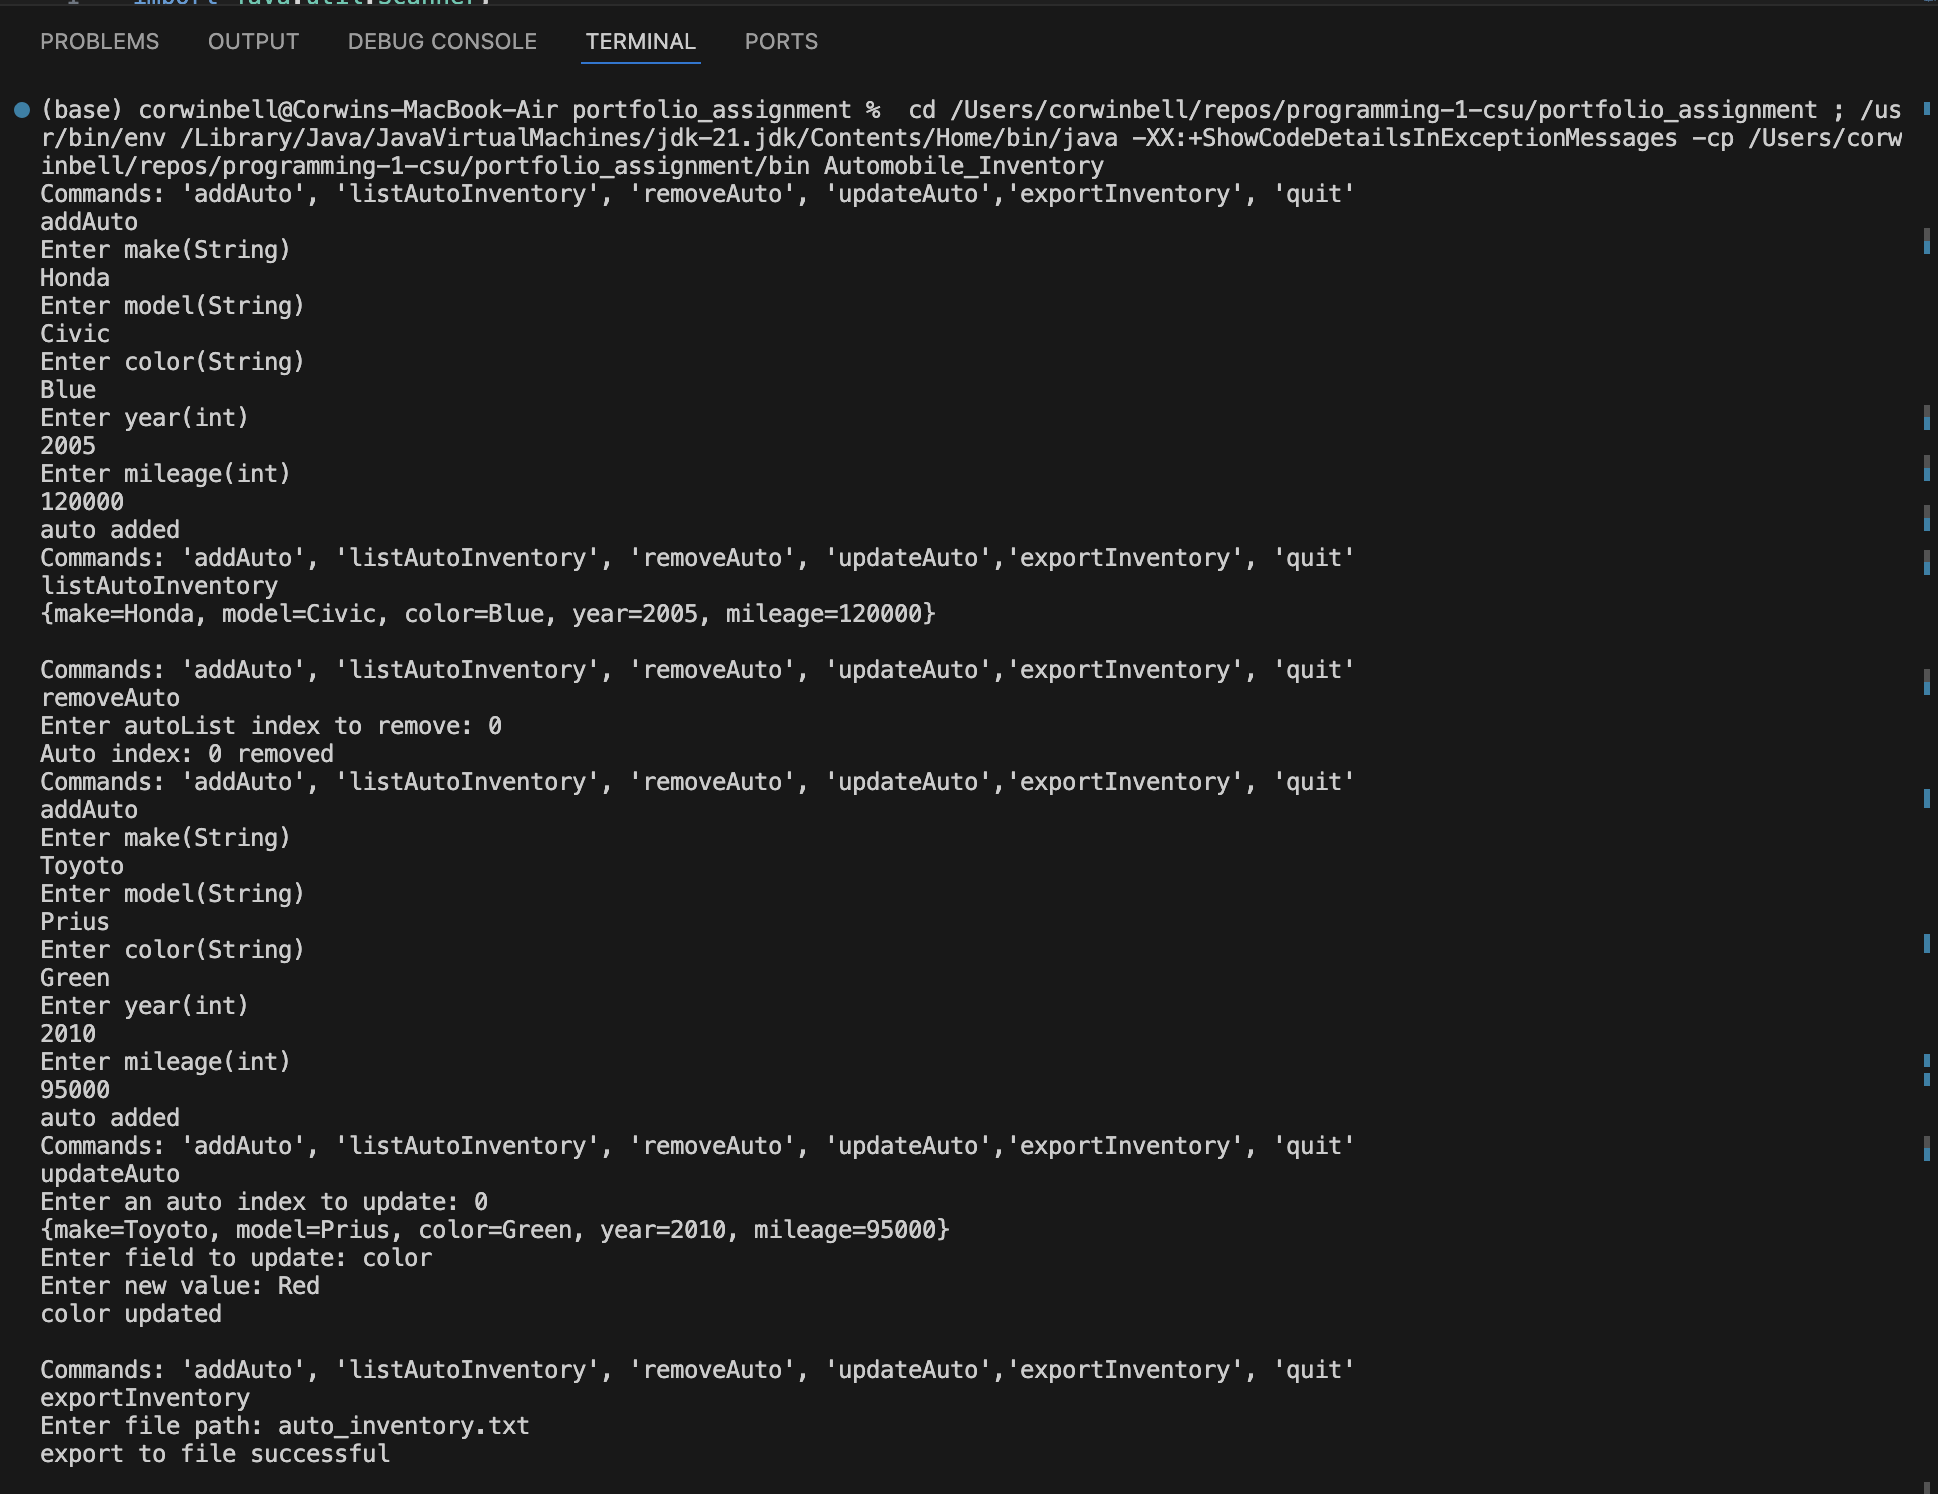 1 import java.util.Scanner;
PROBLEMS OUTPUT DEBUG CONSOLE TERMINAL PORTS
(base) corwinbell@Corwins-MacBook-Air portfolio_assignment %  cd /Users/corwinbell/repos/programming-1-csu/portfolio_assignment ; /us
r/bin/env /Library/Java/JavaVirtualMachines/jdk-21.jdk/Contents/Home/bin/java -XX:+ShowCodeDetailsInExceptionMessages -cp /Users/corw
inbell/repos/programming-1-csu/portfolio_assignment/bin Automobile_Inventory
Commands: 'addAuto', 'listAutoInventory', 'removeAuto', 'updateAuto','exportInventory', 'quit'
addAuto
Enter make(String)
Honda
Enter model(String)
Civic
Enter color(String)
Blue
Enter year(int)
2005
Enter mileage(int)
120000
auto added
Commands: 'addAuto', 'listAutoInventory', 'removeAuto', 'updateAuto','exportInventory', 'quit'
listAutoInventory
{make=Honda, model=Civic, color=Blue, year=2005, mileage=120000}
Commands: 'addAuto', 'listAutoInventory', 'removeAuto', 'updateAuto','exportInventory', 'quit'
removeAuto
Enter autoList index to remove: 0
Auto index: 0 removed
Commands: 'addAuto', 'listAutoInventory', 'removeAuto', 'updateAuto','exportInventory', 'quit'
addAuto
Enter make(String)
Toyoto
Enter model(String)
Prius
Enter color(String)
Green
Enter year(int)
2010
Enter mileage(int)
95000
auto added
Commands: 'addAuto', 'listAutoInventory', 'removeAuto', 'updateAuto','exportInventory', 'quit'
updateAuto
Enter an auto index to update: 0
{make=Toyoto, model=Prius, color=Green, year=2010, mileage=95000}
Enter field to update: color
Enter new value: Red
color updated
Commands: 'addAuto', 'listAutoInventory', 'removeAuto', 'updateAuto','exportInventory', 'quit'
exportInventory
Enter file path: auto_inventory.txt
export to file successful